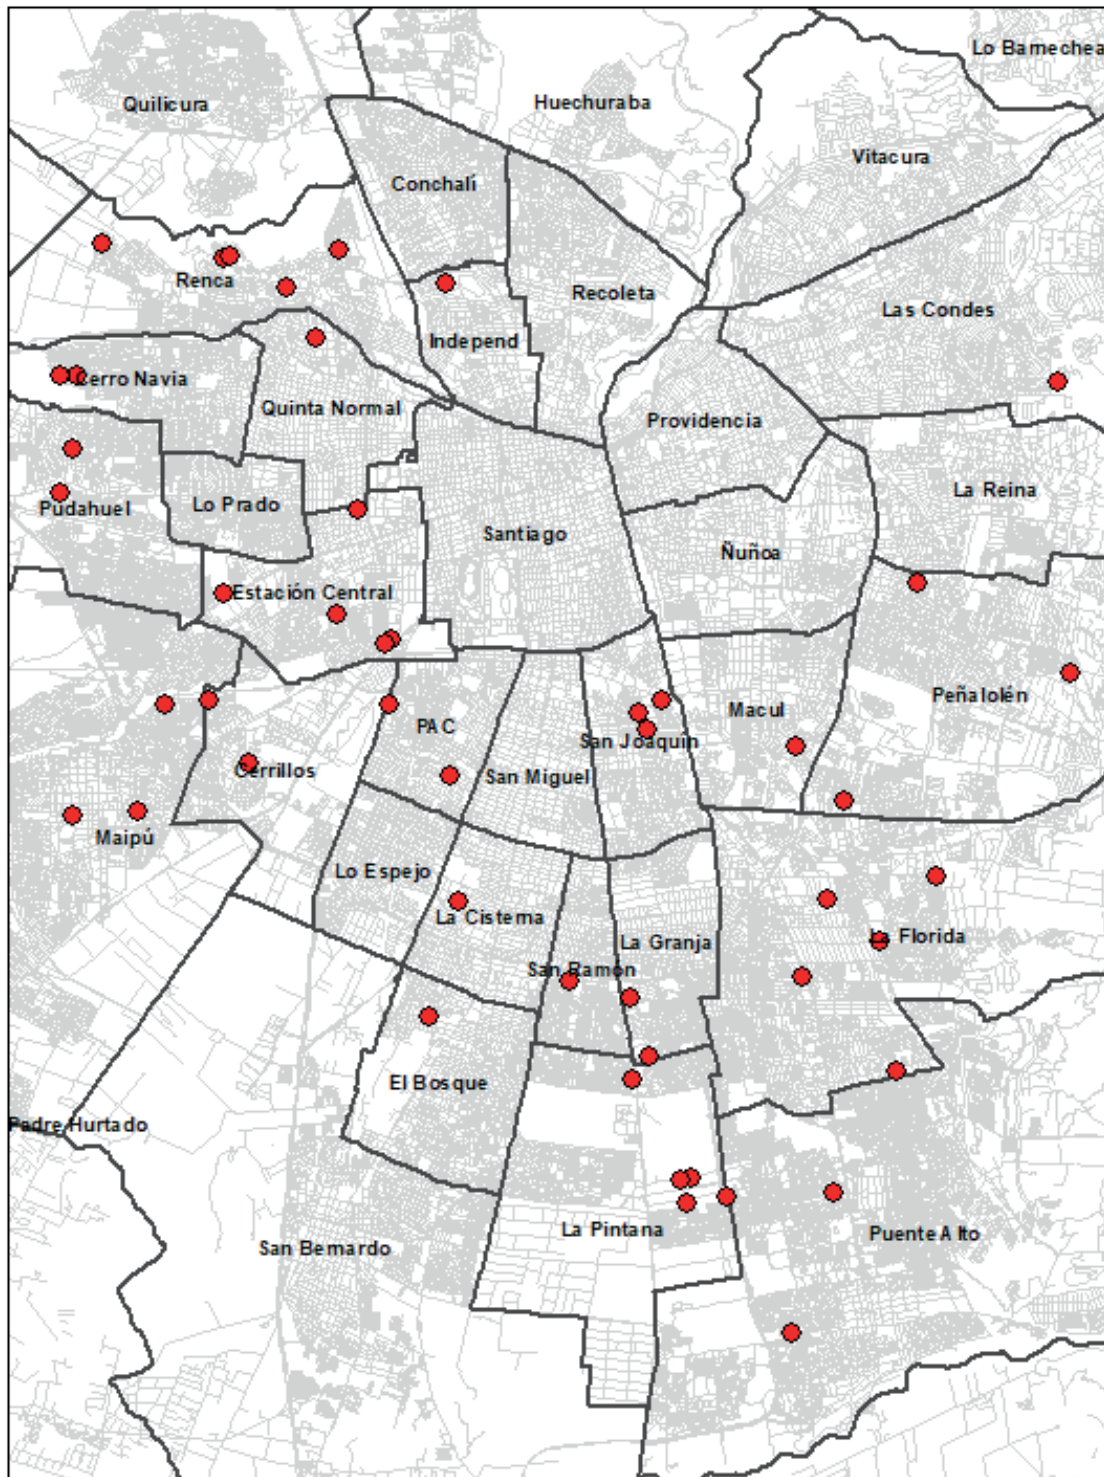 Lo Barnechea
Quilicura
Huechuraba
Vitacura
Conchalí
Renca
Recoleta
Las Condes
Independ
Cerro Navia
Quinta Normal
Providencia
La Reina
Pudahuel
Lo Prado
Santiago
Ñuñoa
Estación Central
Peñalolén
Macul
PAC
San Joaquín
Cerrillos
San Miguel
Maipú
Lo Espejo
La Cisterna
La Granja
La Florida
San Ramón
El Bosque
Padre Hurtado
La Pintana
Puente Alto
San Bernardo